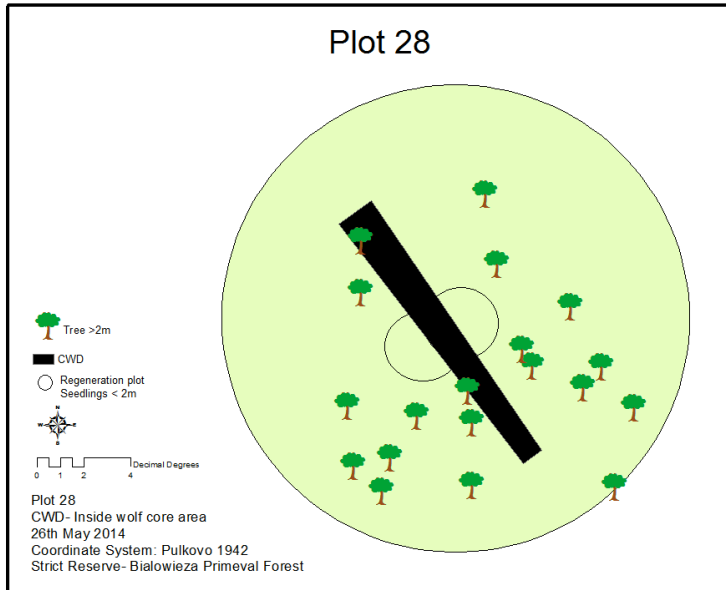 Plot 28
Tree >2m
CWD
Regeneration plot
Seedlings < 2m
N
W E
S
0 1 2 4 Decimal Degrees
Plot 28
CWD- Inside wolf core area
26th May 2014
Coordinate System: Pulkovo 1942
Strict Reserve- Bialowieza Primeval Forest